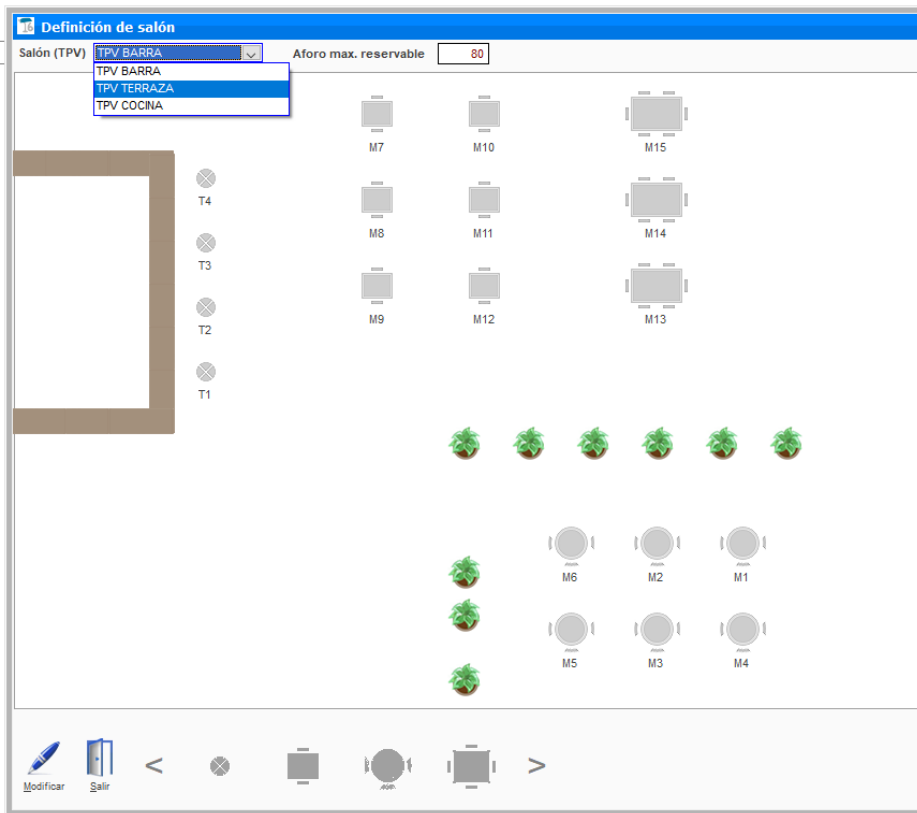 16 Definición de salón
Salón (TPV) TPV BARRA Aforo max. reservable 80
TPV BARRA
TPV TERRAZA
TPV COCINA
M7 M10 M15
T4
M8 M11 M14
T3
M9 M12 M13
T2
T1
M6 M2 M1
M5 M3 M4
< >
Modificar Salir